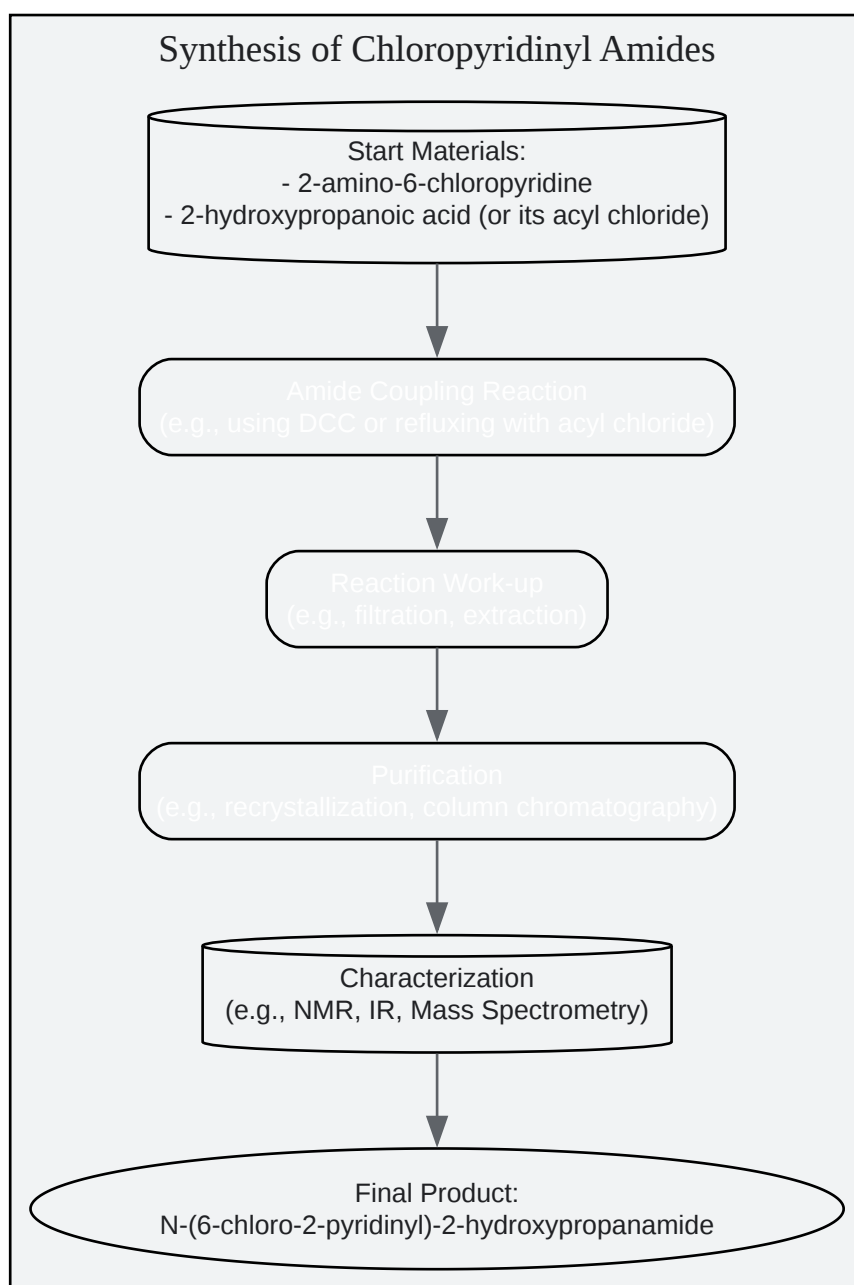 Synthesis of Chloropyridinyl Amides
Start Materials:
- 2-amino-6-chloropyridine
- 2-hydroxypropanoic acid (or its acyl chloride)
Amide Coupling Reaction
(e.g., using DCC or refluxing with acyl chloride)
Reaction Work-up
(e.g., filtration, extraction)
Purification
(e.g., recrystallization, column chromatography)
Characterization
(e.g., NMR, IR, Mass Spectrometry)
Final Product:
N-(6-chloro-2-pyridinyl)-2-hydroxypropanamide